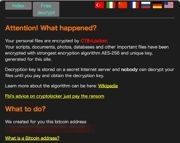 Index
Free decrypt
Attention! What happened?
Your personal files are encrypted by CTB-Locker.
Your scripts, documents, photos, databases and other important files have been
encrypted with strongest encryption algorithm AES-256 and unique key,
generated for this site.
Decryption key is stored on a secret Internet server and nobody can decrypt your
files until you pay and obtain the decryption key.
Learn more about the algorithm can be here: Wikipedia
Fbi's advice on cryptolocker just pay the ransom
What to do?
We created for you this bitcoin address
What is a Bitcoin address?